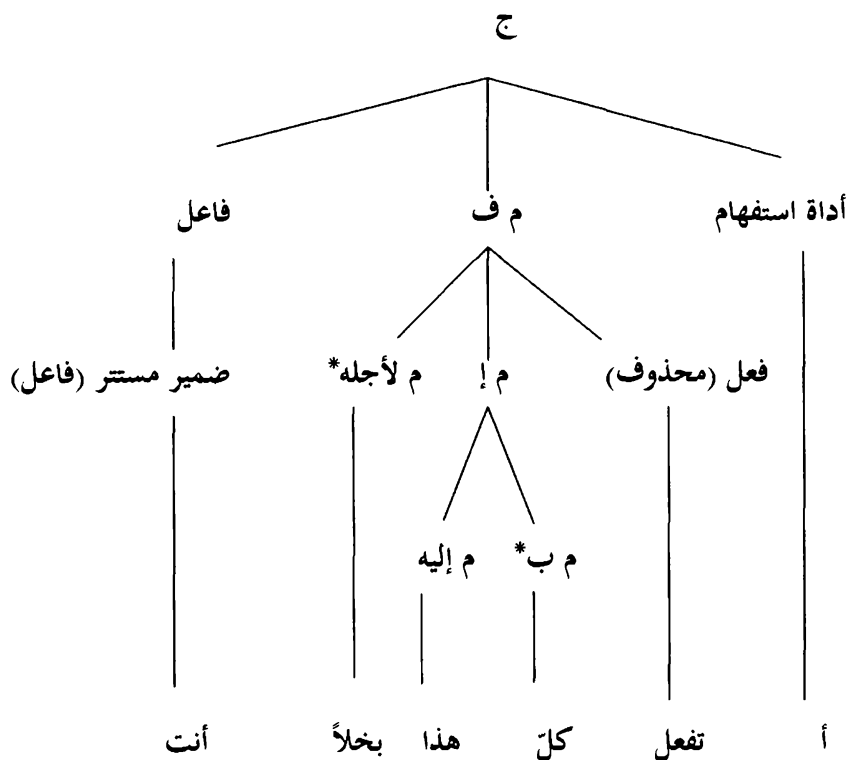 ج
أداة استفهام م ف فاعل
فعل (محذوف) م إ م لأجله* ضمير مستتر (فاعل)
م ب* م إليه
أ تفعل كلّ هذا بخلاً أنت